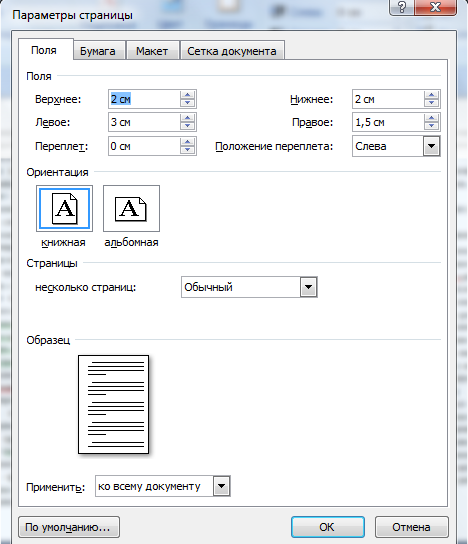 Параметры страницы
Поля Бумага Макет Сетка документа
Поля
Верхнее: 2 см Нижнее: 2 см
Левое: 3 см Правое: 1,5 см
Переплет: 0 см Положение переплета: Слева
Ориентация
A A
книжная альбомная
Страницы
несколько страниц: Обычный
Образец
Применить: ко всему документу
По умолчанию... ОК Отмена